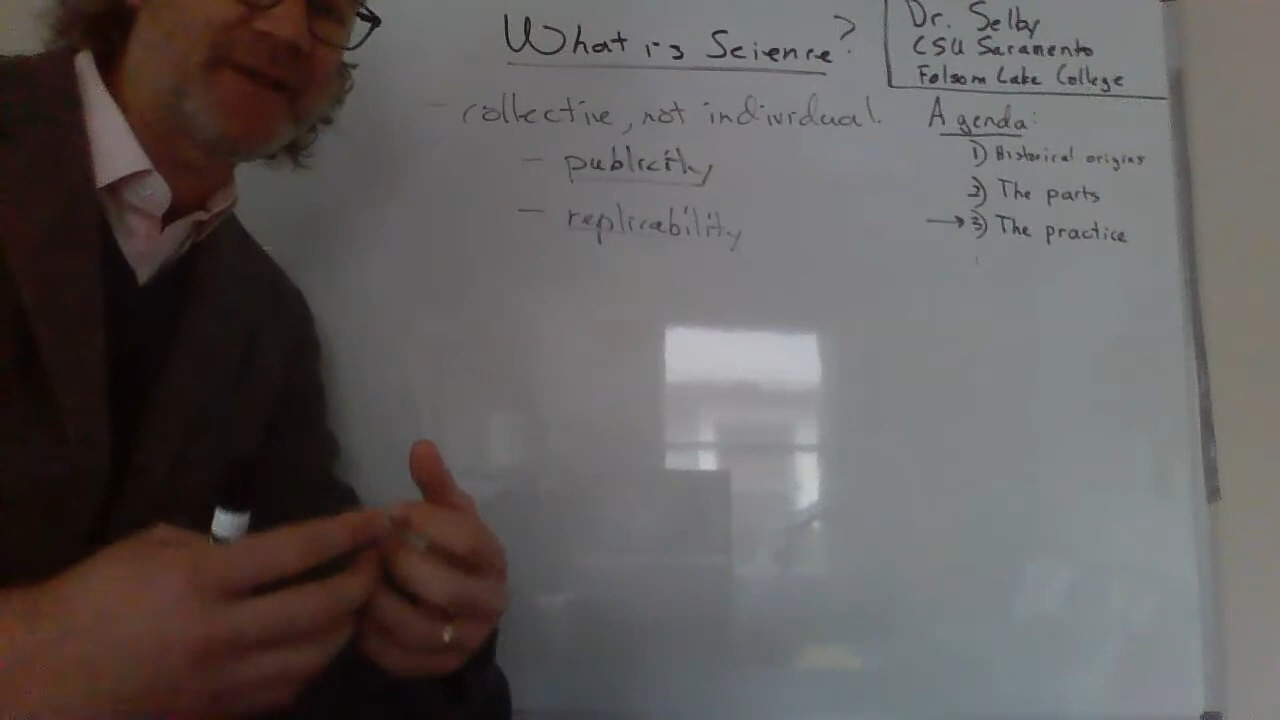 What is Science?
collective, not individual.
- publicity
- replicability
Dr. Selby
CSU Saramento
Folsom Lake College
Agenda:
1) Historical origins
2) The parts
→ 3) The practice